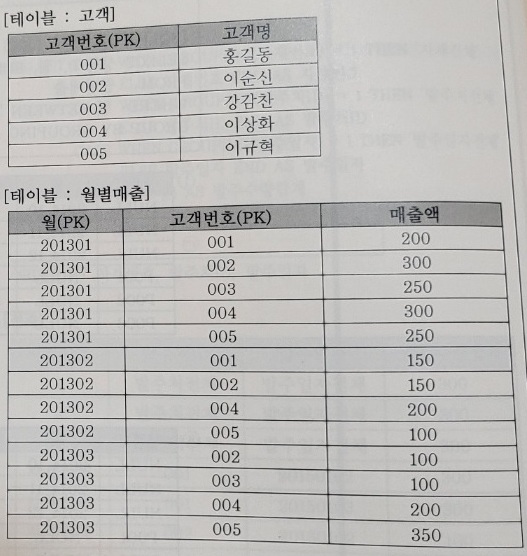 [테이블 : 고객]
고객번호(PK) 고객명
001 홍길동
002 이순신
003 강감찬
004 이상화
005 이규혁
[테이블 : 월별매출]
월(PK) 고객번호(PK) 매출액
201301 001 200
201301 002 300
201301 003 250
201301 004 300
201301 005 250
201302 001 150
201302 002 150
201302 004 200
201302 005 100
201303 002 100
201303 003 100
201303 004 200
201303 005 350